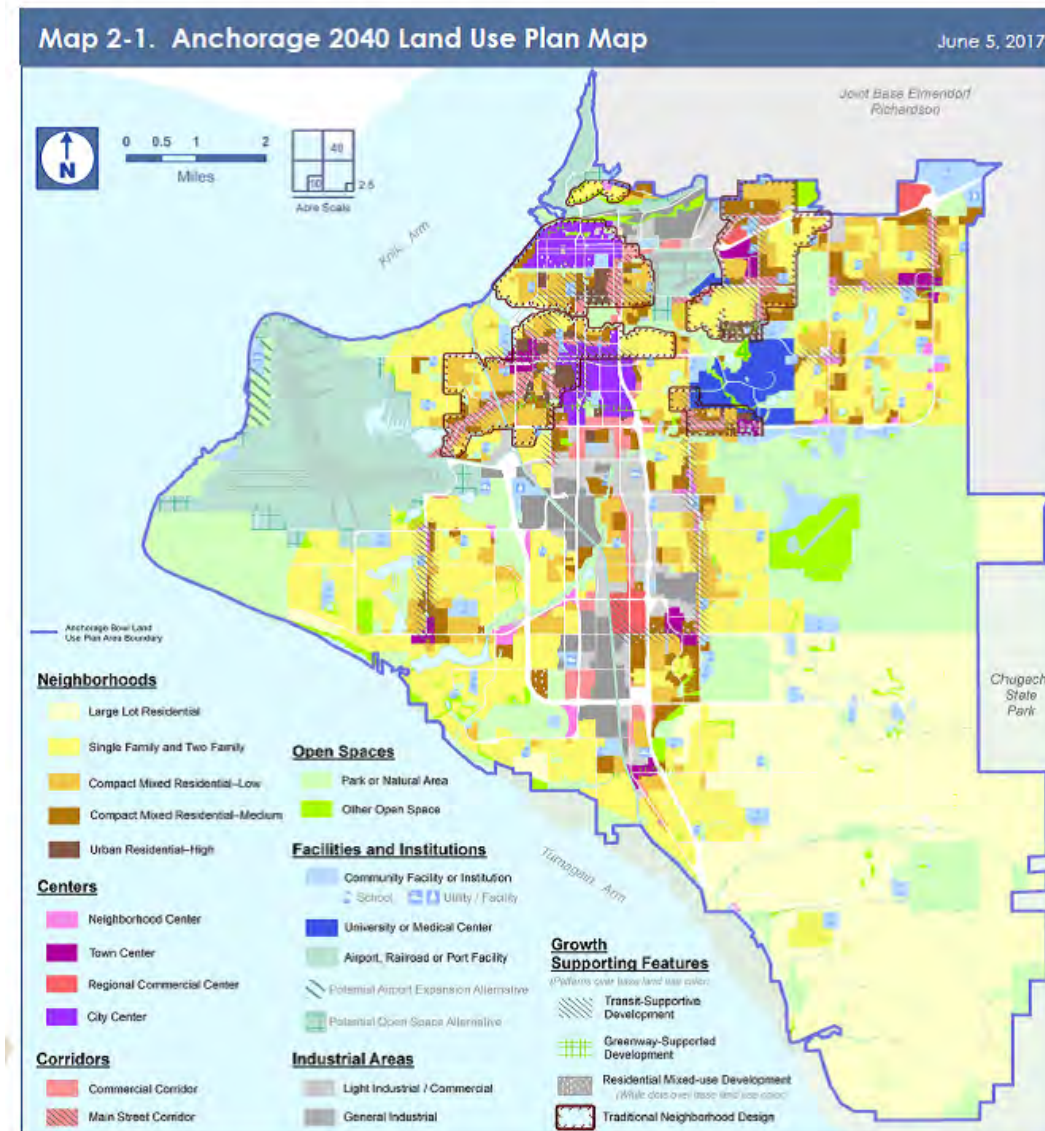 Map 2-1. Anchorage 2040 Land Use Plan Map
June 5, 2017
Joint Base Elmendorf
Richardson
0 0.5 1 2
Miles
N
40
10
2.5
Acre Scale
Knik Arm
Anchorage Bowl Land
Use Plan Area Boundary
Chugach
State
Park
Turnagain Arm
Neighborhoods
Large Lot Residential
Single Family and Two Family
Compact Mixed Residential–Low
Compact Mixed Residential–Medium
Urban Residential–High
Centers
Neighborhood Center
Town Center
Regional Commercial Center
City Center
Corridors
Commercial Corridor
Main Street Corridor
Open Spaces
Park or Natural Area
Other Open Space
Facilities and Institutions
Community Facility or Institution
School
Utility / Facility
University or Medical Center
Airport, Railroad or Port Facility
Potential Airport Expansion Alternative
Potential Open Space Alternative
Industrial Areas
Light Industrial / Commercial
General Industrial
Growth
Supporting Features
(Patterns over base land use color)
Transit-Supportive
Development
Greenway-Supported
Development
Residential Mixed-use Development
(White dots over base land use color)
Traditional Neighborhood Design